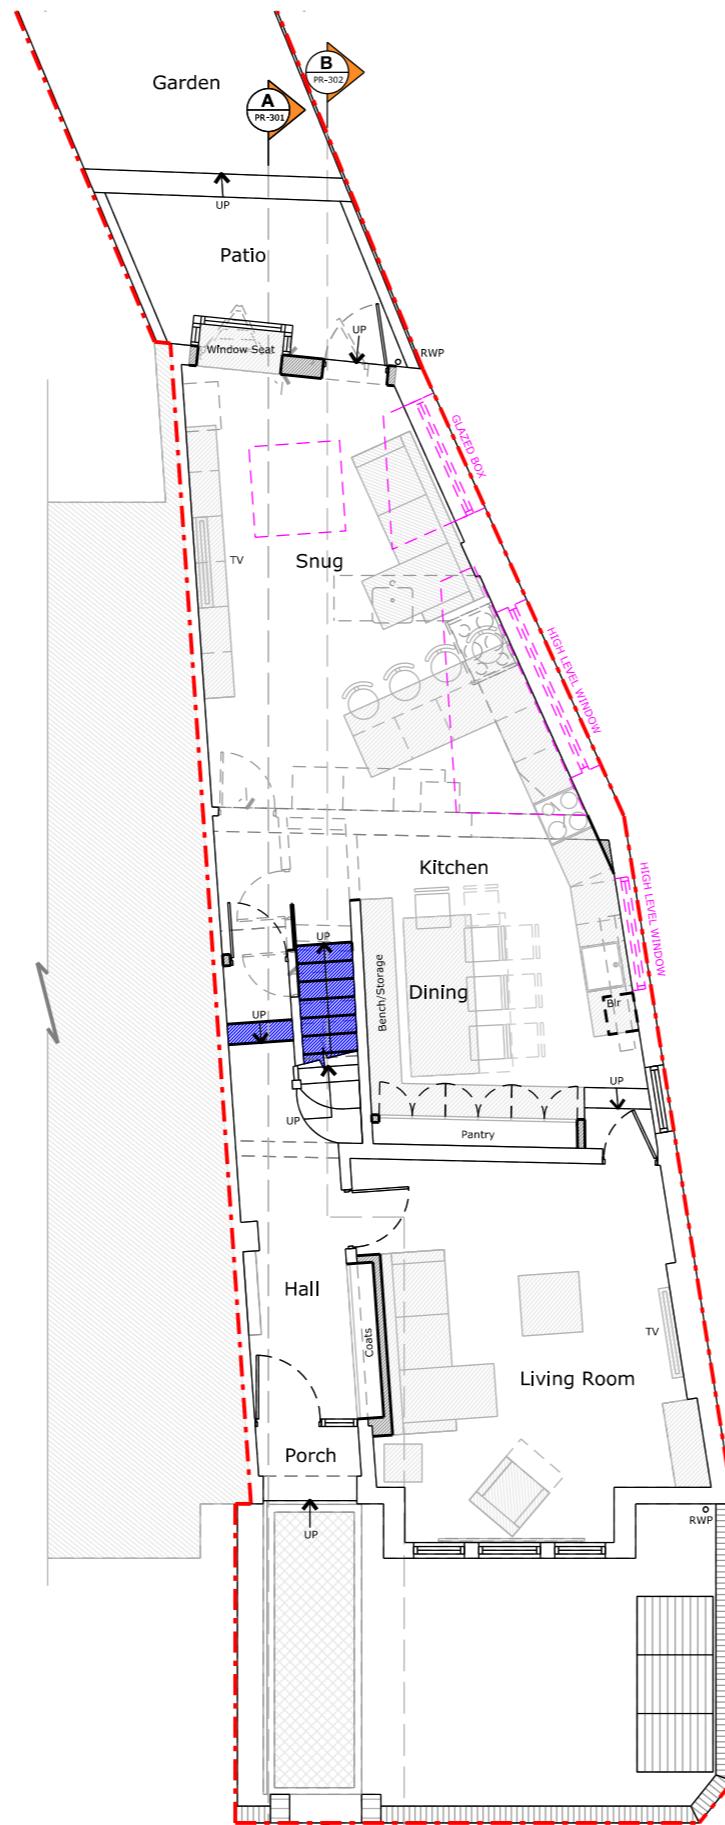 Garden
A
PR-301
B
PR-302
UP
Patio
UP
RWP
Window Seat
GLAZED BOX
TV
Snug
HIGH LEVEL WINDOW
Kitchen
HIGH LEVEL WINDOW
UP
Bench/Storage
Dining
Blr
UP
UP
UP
Pantry
Hall
Coats
TV
Living Room
Porch
UP
RWP